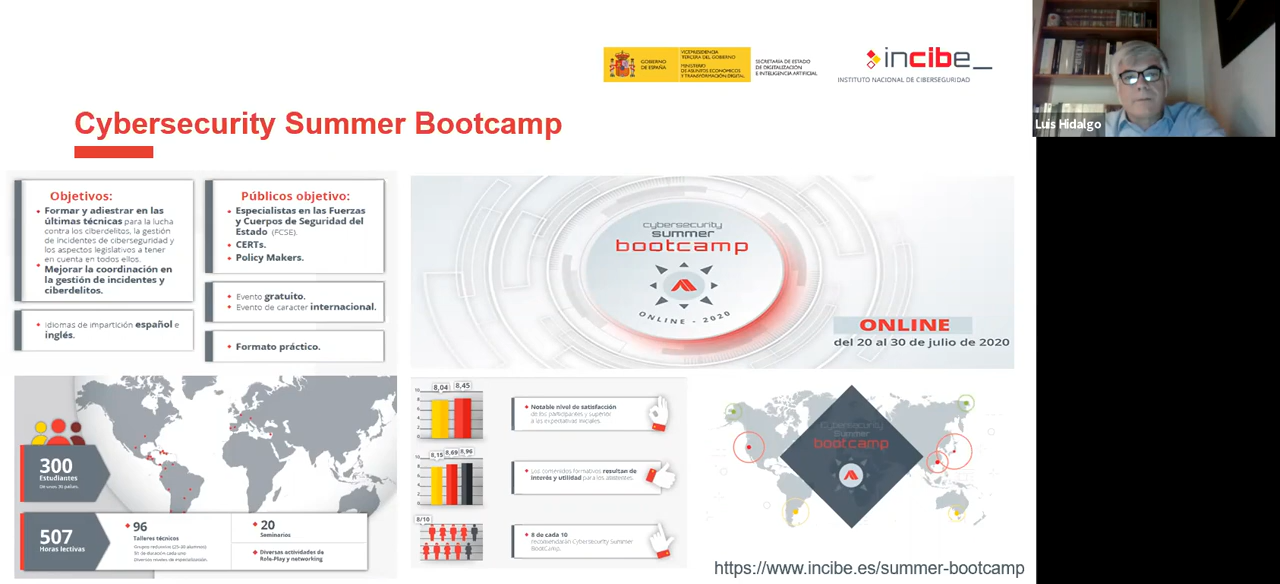 GOBIERNO
DE ESPAÑA
VICEPRESIDENCIA
TERCERA DEL GOBIERNO
MINISTERIO
DE ASUNTOS ECONÓMICOS
Y TRANSFORMACIÓN DIGITAL
SECRETARÍA DE ESTADO
DE DIGITALIZACIÓN
E INTELIGENCIA ARTIFICIAL
incibe_
INSTITUTO NACIONAL DE CIBERSEGURIDAD
Luis Hidalgo
Cybersecurity Summer Bootcamp
Objetivos:
Formar y adiestrar en las
últimas técnicas para la lucha
contra los ciberdelitos, la gestión
de incidentes de ciberseguridad y
los aspectos legislativos a tener
en cuenta en todos ellos.
Mejorar la coordinación en
la gestión de incidentes y
ciberdelitos.
Idiomas de impartición español e
inglés.
Públicos objetivo:
Especialistas en las Fuerzas
y Cuerpos de Seguridad del
Estado (FCSE).
CERTs.
Policy Makers.
Evento gratuito.
Evento de caracter internacional.
Formato práctico.
cybersecurity
summer
bootcamp
ONLINE - 2020
ONLINE
del 20 al 30 de julio de 2020
300
Estudiantes
De unos 35 países.
507
Horas lectivas
96
Talleres técnicos
20
Seminarios
Diversas actividades de
Role-Play y networking
10
8,04
8,45
Notable nivel de satisfacción
de los participantes y superior
a las expectativas iniciales.
10
8,15
8,69
8,96
Los contenidos formativos resultan de
interés y utilidad para los asistentes.
8/10
8 de cada 10
recomendarían Cybersecurity Summer
BootCamp.
Cybersecurity
Summer
bootcamp
https://www.incibe.es/summer-bootcamp